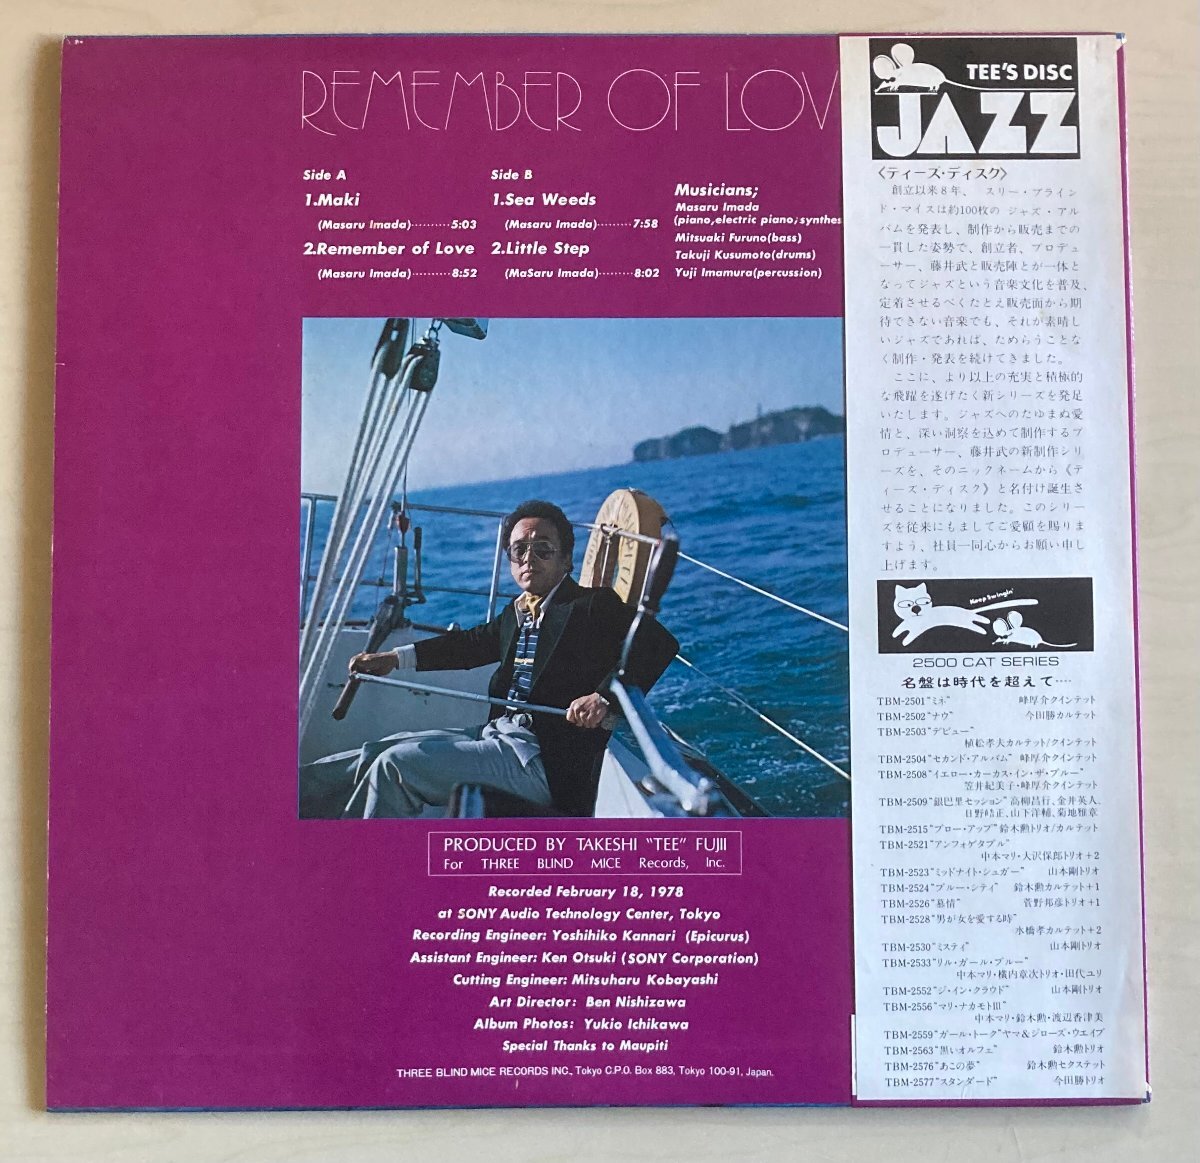 REMEMBER OF LOV
Side A
1.Maki
(Masaru Imada)··········5:03
2.Remember of Love
(Masaru Imada)··········8:52
Side B
1.Sea Weeds
(Masaru Imada)··········7:58
2.Little Step
(MaSaru Imada)·········8:02
Musicians;
Masaru Imada
(piano,electric piano;synthes
Mitsuaki Furuno(bass)
Takuji Kusumoto(drums)
Yuji Imamura(percussion)
PRODUCED BY TAKESHI "TEE" FUJII
For THREE BLIND MICE Records, Inc.
Recorded February 18, 1978
at SONY Audio Technology Center, Tokyo
Recording Engineer: Yoshihiko Kannari (Epicurus)
Assistant Engineer: Ken Otsuki (SONY Corporation)
Cutting Engineer: Mitsuharu Kobayashi
Art Director: Ben Nishizawa
Album Photos: Yukio Ichikawa
Special Thanks to Maupiti
THREE BLIND MICE RECORDS INC., Tokyo C.P.O. Box 883, Tokyo 100-91, Japan.
TEE'S DISC
JAZZ
〈ティーズ・ディスク〉
創立以来8年、スリー・ブライン
ド・マイスは約100枚のジャズ・アル
バムを発表し、制作から販売までの
一貫した姿勢で、創立者、プロデュ
ーサー、藤井武と販売陣とが一体と
なってジャズという音楽文化を普及、
定着させるべくたとえ販売面から期
待できない音楽でも、それが素晴し
いジャズであれば、ためらうことな
く制作・発表を続けてきました。
ここに、より以上の充実と積極的
な飛躍を遂げたく新シリーズを発足
いたします。ジャズへのたゆまぬ愛
情と、深い洞察を込めて制作するプ
ロデューサー、藤井武の新制作シリ
ーズを、そのニックネームから《テ
ィーズ・ディスク》と名付け誕生さ
せることになりました。このシリー
ズを従来にもましてご愛顧を賜りま
すよう、社員一同心からお願い申し
上げます。
Keep Swingin'
2500 CAT SERIES
名盤は時代を超えて‥‥
TBM-2501"ミネ" 峰厚介クインテット
TBM-2502"ナウ" 今田勝カルテット
TBM-2503"デビュー"
植松孝夫カルテット/クインテット
TBM-2504"セカンド・アルバム" 峰厚介クインテット
TBM-2508"イエロー・カーカス・イン・ザ・ブルー"
笠井紀美子・峰厚介クインテット
TBM-2509"銀巴里セッション" 高柳昌行、金井英人、
日野皓正、山下洋輔、菊地雅章
TBM-2515"ブロー・アップ" 鈴木勲トリオ/カルテット
TBM-2521"アンフォゲタブル"
中本マリ・大沢保郎トリオ+2
TBM-2523"ミッドナイト・シュガー" 山本剛トリオ
TBM-2524"ブルー・シティ" 鈴木勲カルテット+1
TBM-2526"慕情" 菅野邦彦トリオ+1
TBM-2528"男が女を愛する時"
水橋孝カルテット+2
TBM-2530"ミスティ" 山本剛トリオ
TBM-2533"リル・ガール・ブルー"
中本マリ・横内章次トリオ・田代ユリ
TBM-2552"ジ・イン・クラウド" 山本剛トリオ
TBM-2556"マリ・ナカモトIII"
中本マリ・鈴木勲・渡辺香津美
TBM-2559"ガール・トーク" ヤマ&ジローズ・ウエイブ
TBM-2563"黒いオルフェ" 鈴木勲トリオ
TBM-2576"あこの夢" 鈴木勲セクステット
TBM-2577"スタンダード" 今田勝トリオ